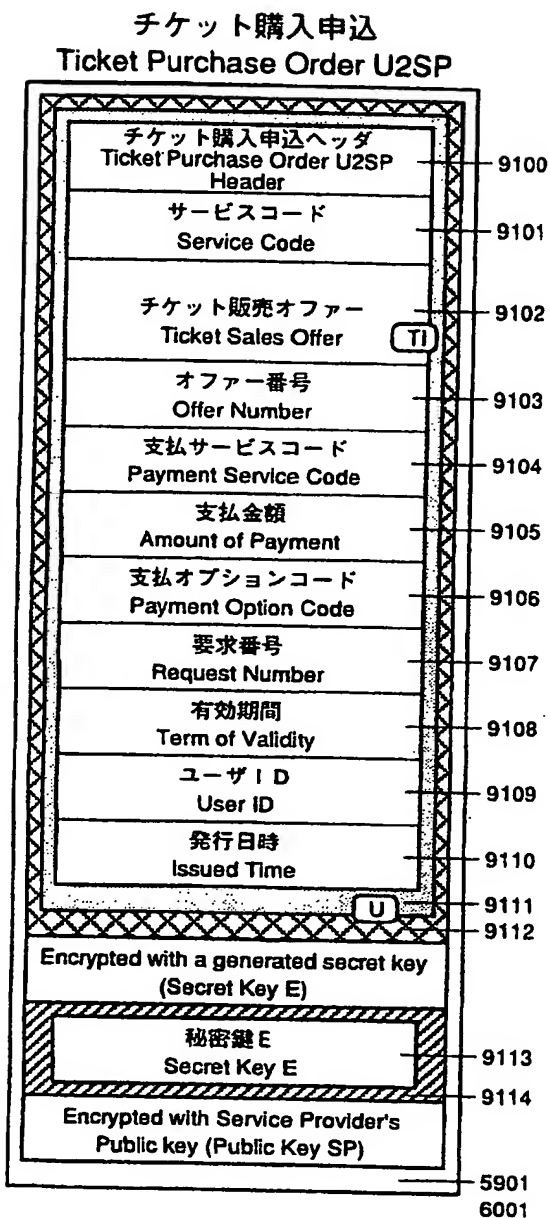 チケット購入申込
Ticket Purchase Order U2SP
チケット購入申込ヘッダ
Ticket Purchase Order U2SP
Header
9100
サービスコード
Service Code
9101
チケット販売オファー
9102
Ticket Sales Offer
TI
オファー番号
Offer Number
9103
支払サービスコード
Payment Service Code
9104
支払金額
Amount of Payment
9105
支払オプションコード
Payment Option Code
9106
要求番号
Request Number
9107
有効期間
Term of Validity
9108
ユーザID
User ID
9109
発行日時
Issued Time
9110
U
9111
9112
Encrypted with a generated secret key
(Secret Key E)
秘密鍵E
Secret Key E
9113
9114
Encrypted with Service Provider's
Public key (Public Key SP)
5901
6001